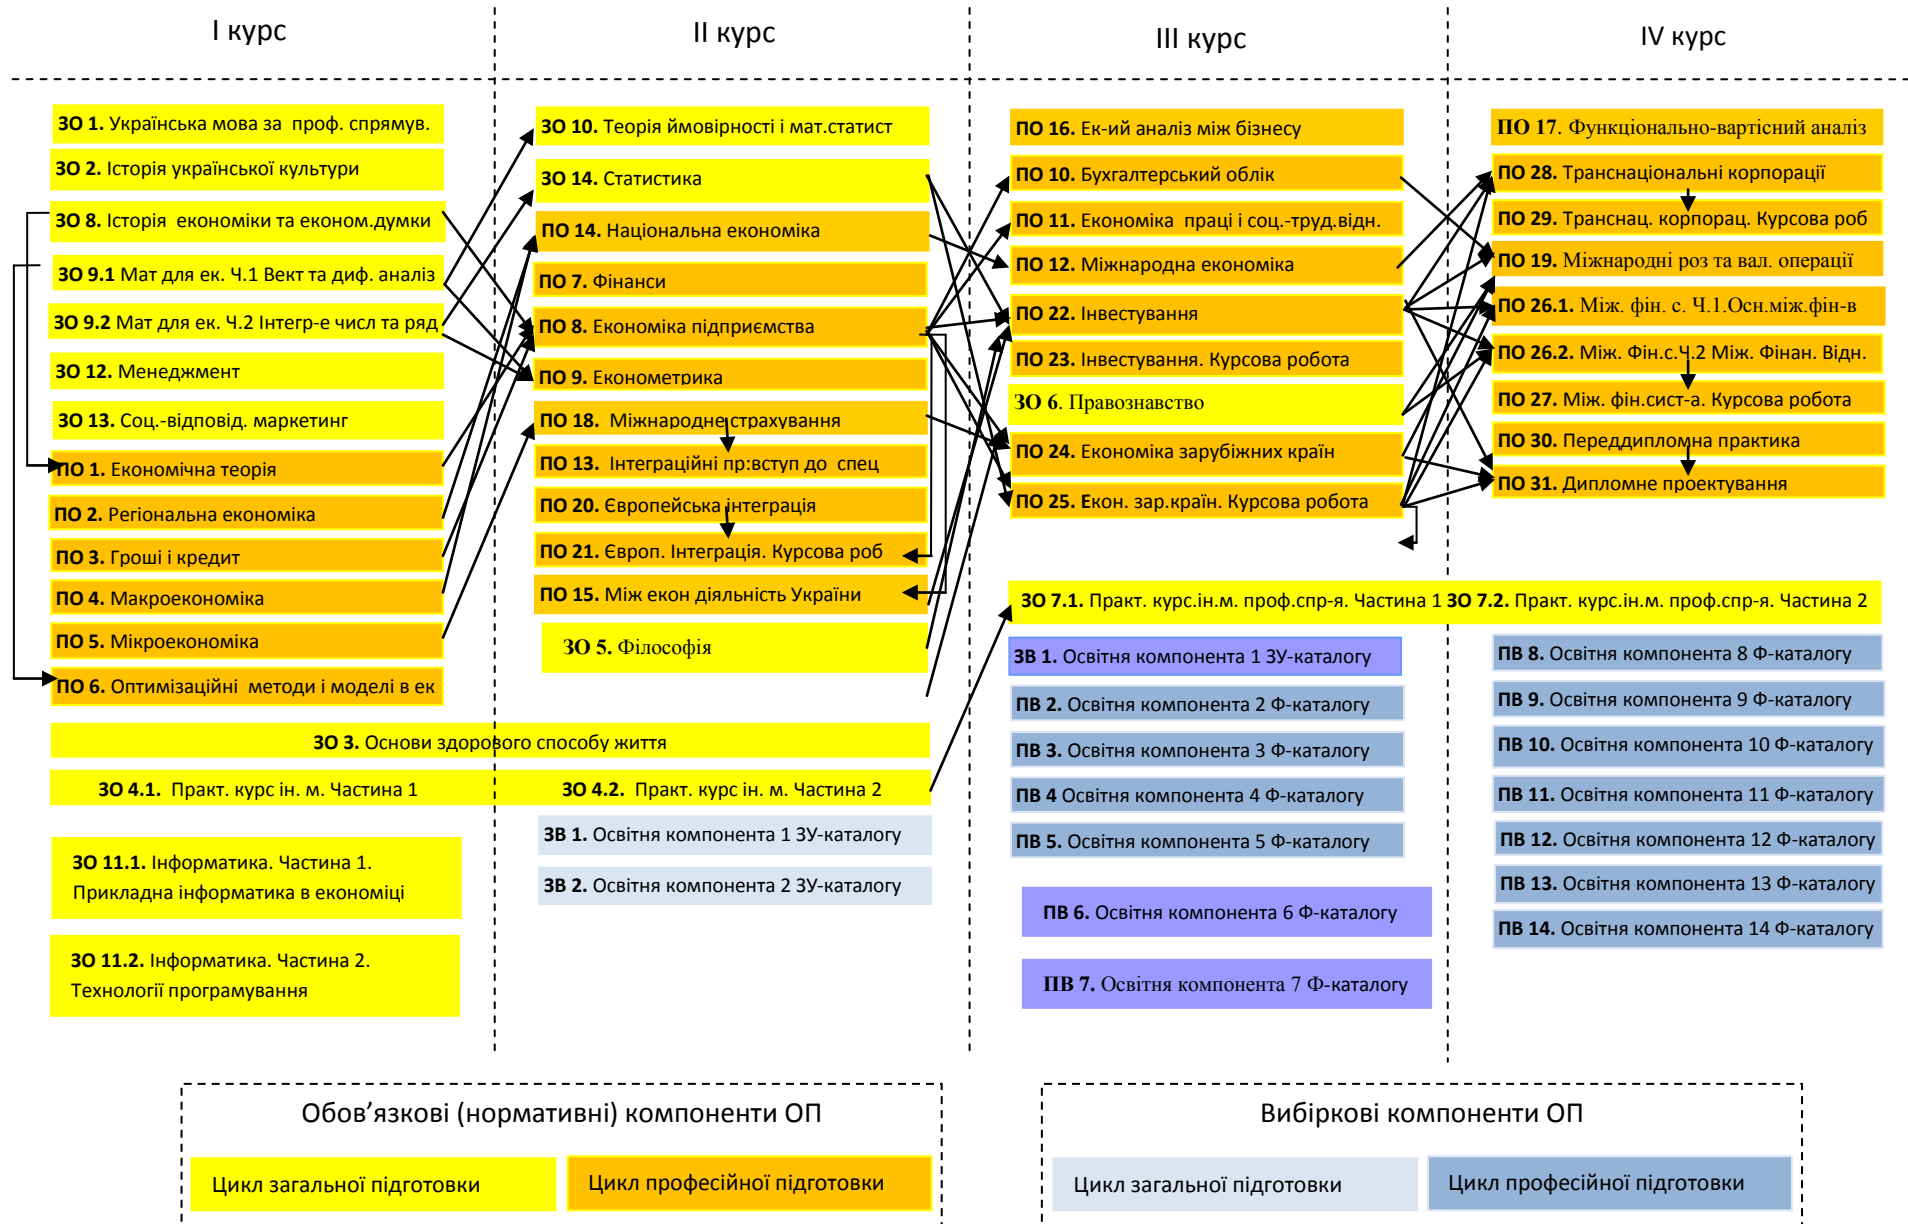 І курс
ІІ курс
ІІІ курс
IV курс
ЗО 1. Українська мова за проф. спрямув.
ЗО 2. Історія української культури
ЗО 8. Історія економіки та економ.думки
ЗО 9.1 Мат для ек. Ч.1 Вект та диф. аналіз
ЗО 9.2 Мат для ек. Ч.2 Інтегр-е числ та ряд
ЗО 12. Менеджмент
ЗО 13. Соц.-відповід. маркетинг
ПО 1. Економічна теорія
ПО 2. Регіональна економіка
ПО 3. Гроші і кредит
ПО 4. Макроекономіка
ПО 5. Мікроекономіка
ПО 6. Оптимізаційні методи і моделі в ек
ЗО 10. Теорія ймовірності і мат.статист
ЗО 14. Статистика
ПО 14. Національна економіка
ПО 7. Фінанси
ПО 8. Економіка підприємства
ПО 9. Економетрика
ПО 18. Міжнародне страхування
ПО 13. Інтеграційні пр:вступ до спец
ПО 20. Європейська інтеграція
ПО 21. Європ. Інтеграція. Курсова роб
ПО 15. Між екон діяльність України
ЗО 5. Філософія
ПО 16. Ек-ий аналіз між бізнесу
ПО 10. Бухгалтерський облік
ПО 11. Економіка праці і соц.-труд.відн.
ПО 12. Міжнародна економіка
ПО 22. Інвестування
ПО 23. Інвестування. Курсова робота
ЗО 6. Правознавство
ПО 24. Економіка зарубіжних країн
ПО 25. Екон. зар.країн. Курсова робота
ПО 17. Функціонально-вартісний аналіз
ПО 28. Транснаціональні корпорації
ПО 29. Транснац. корпорац. Курсова роб
ПО 19. Міжнародні роз та вал. операції
ПО 26.1. Між. фін. с. Ч.1.Осн.між.фін-в
ПО 26.2. Між. Фін.с.Ч.2 Між. Фінан. Відн.
ПО 27. Між. фін.сист-а. Курсова робота
ПО 30. Переддипломна практика
ПО 31. Дипломне проектування
ЗО 3. Основи здорового способу життя
ЗО 4.1. Практ. курс ін. м. Частина 1
ЗО 4.2. Практ. курс ін. м. Частина 2
ЗО 7.1. Практ. курс.ін.м. проф.спр-я. Частина 1
ЗО 7.2. Практ. курс.ін.м. проф.спр-я. Частина 2
ЗО 11.1. Інформатика. Частина 1.
Прикладна інформатика в економіці
ЗО 11.2. Інформатика. Частина 2.
Технології програмування
ЗВ 1. Освітня компонента 1 ЗУ-каталогу
ЗВ 2. Освітня компонента 2 ЗУ-каталогу
ЗВ 1. Освітня компонента 1 ЗУ-каталогу
ПВ 2. Освітня компонента 2 Ф-каталогу
ПВ 3. Освітня компонента 3 Ф-каталогу
ПВ 4 Освітня компонента 4 Ф-каталогу
ПВ 5. Освітня компонента 5 Ф-каталогу
ПВ 6. Освітня компонента 6 Ф-каталогу
ПВ 7. Освітня компонента 7 Ф-каталогу
ПВ 8. Освітня компонента 8 Ф-каталогу
ПВ 9. Освітня компонента 9 Ф-каталогу
ПВ 10. Освітня компонента 10 Ф-каталогу
ПВ 11. Освітня компонента 11 Ф-каталогу
ПВ 12. Освітня компонента 12 Ф-каталогу
ПВ 13. Освітня компонента 13 Ф-каталогу
ПВ 14. Освітня компонента 14 Ф-каталогу
Обов’язкові (нормативні) компоненти ОП
Цикл загальної підготовки
Цикл професійної підготовки
Вибіркові компоненти ОП
Цикл загальної підготовки
Цикл професійної підготовки